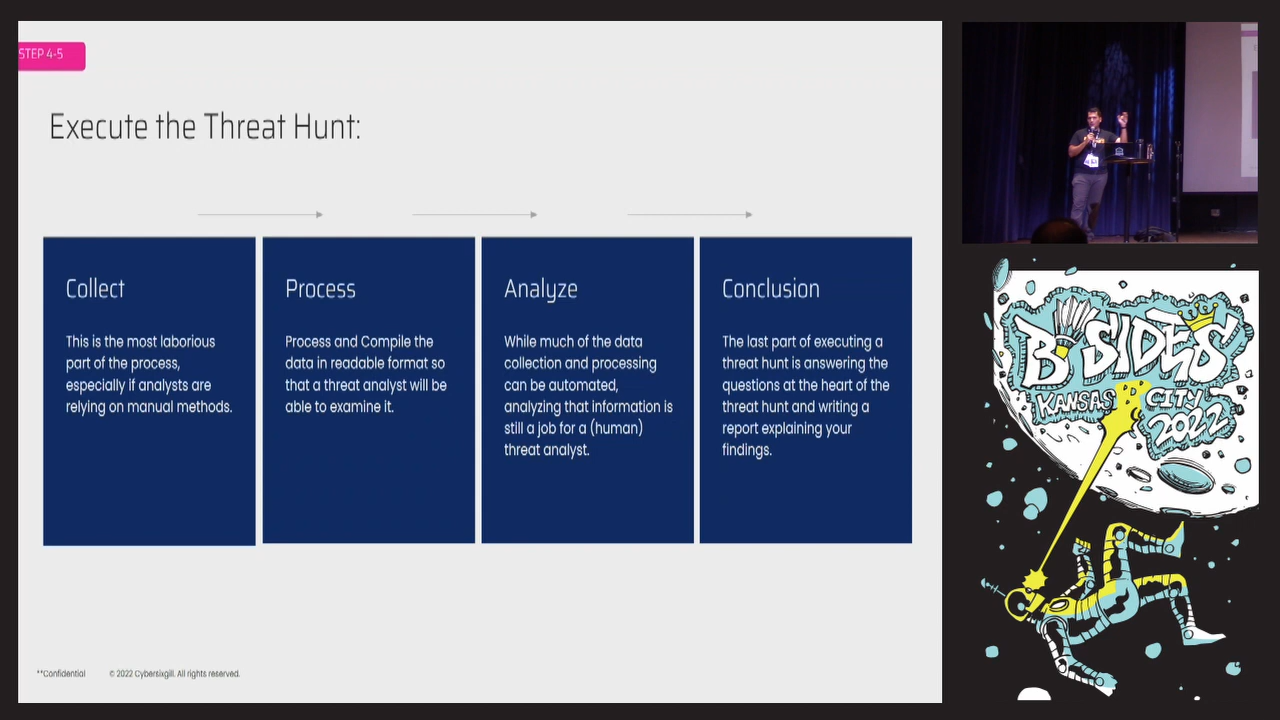 STEP 4-5
Execute the Threat Hunt:
Collect
This is the most laborious
part of the process,
especially if analysts are
relying on manual methods.
Process
Process and Compile the
data in readable format so
that a threat analyst will be
able to examine it.
Analyze
While much of the data
collection and processing
can be automated,
analyzing that information is
still a job for a (human)
threat analyst.
Conclusion
The last part of executing a
threat hunt is answering the
questions at the heart of the
threat hunt and writing a
report explaining your
findings.
**Confidential
© 2022 Cybersixgill. All rights reserved.
BSIDES
KANSAS CITY
2022